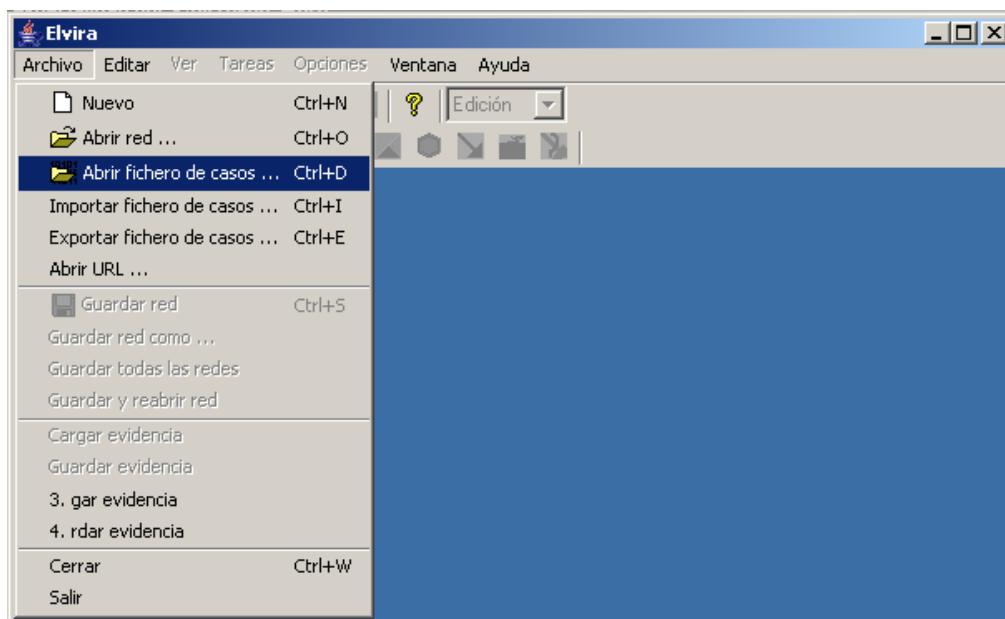 Elvira
Archivo Editar Ver Tareas Opciones Ventana Ayuda
Nuevo Ctrl+N
Edición
Abrir red ... Ctrl+O
Abrir fichero de casos ... Ctrl+D
Importar fichero de casos ... Ctrl+I
Exportar fichero de casos ... Ctrl+E
Abrir URL ...
Guardar red Ctrl+S
Guardar red como ...
Guardar todas las redes
Guardar y reabrir red
Cargar evidencia
Guardar evidencia
3. gar evidencia
4. rdar evidencia
Cerrar Ctrl+W
Salir